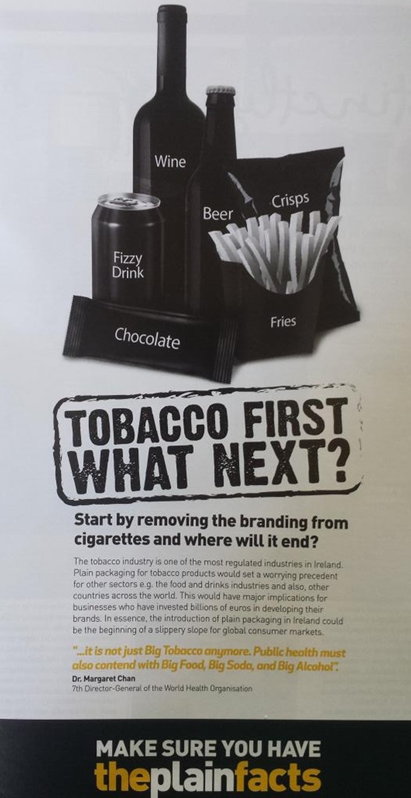 Wine
Beer
Crisps
Fizzy
Drink
Fries
Chocolate
TOBACCO FIRST
WHAT NEXT?
Start by removing the branding from
cigarettes and where will it end?
The tobacco industry is one of the most regulated industries in Ireland.
Plain packaging for tobacco products would set a worrying precedent
for other sectors e.g. the food and drinks industries and also, other
countries across the world. This would have major implications for
businesses who have invested billions of euros in developing their
brands. In essence, the introduction of plain packaging in Ireland could
be the beginning of a slippery slope for global consumer markets.
"...it is not just Big Tobacco anymore. Public health must
also contend with Big Food, Big Soda, and Big Alcohol".
Dr. Margaret Chan
7th Director-General of the World Health Organisation
MAKE SURE YOU HAVE
theplainfacts